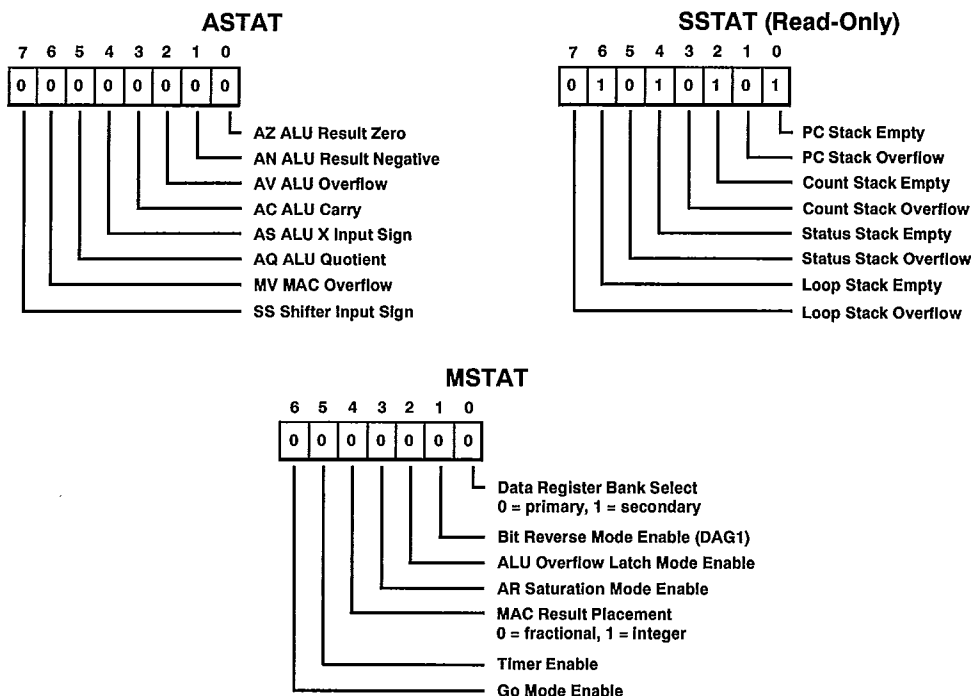 ASTAT
7 6 5 4 3 2 1 0
0 0 0 0 0 0 0 0
AZ ALU Result Zero
AN ALU Result Negative
AV ALU Overflow
AC ALU Carry
AS ALU X Input Sign
AQ ALU Quotient
MV MAC Overflow
SS Shifter Input Sign
SSTAT (Read-Only)
7 6 5 4 3 2 1 0
0 1 0 1 0 1 0 1
PC Stack Empty
PC Stack Overflow
Count Stack Empty
Count Stack Overflow
Status Stack Empty
Status Stack Overflow
Loop Stack Empty
Loop Stack Overflow
MSTAT
6 5 4 3 2 1 0
0 0 0 0 0 0 0
Data Register Bank Select
0 = primary, 1 = secondary
Bit Reverse Mode Enable (DAG1)
ALU Overflow Latch Mode Enable
AR Saturation Mode Enable
MAC Result Placement
0 = fractional, 1 = integer
Timer Enable
Go Mode Enable